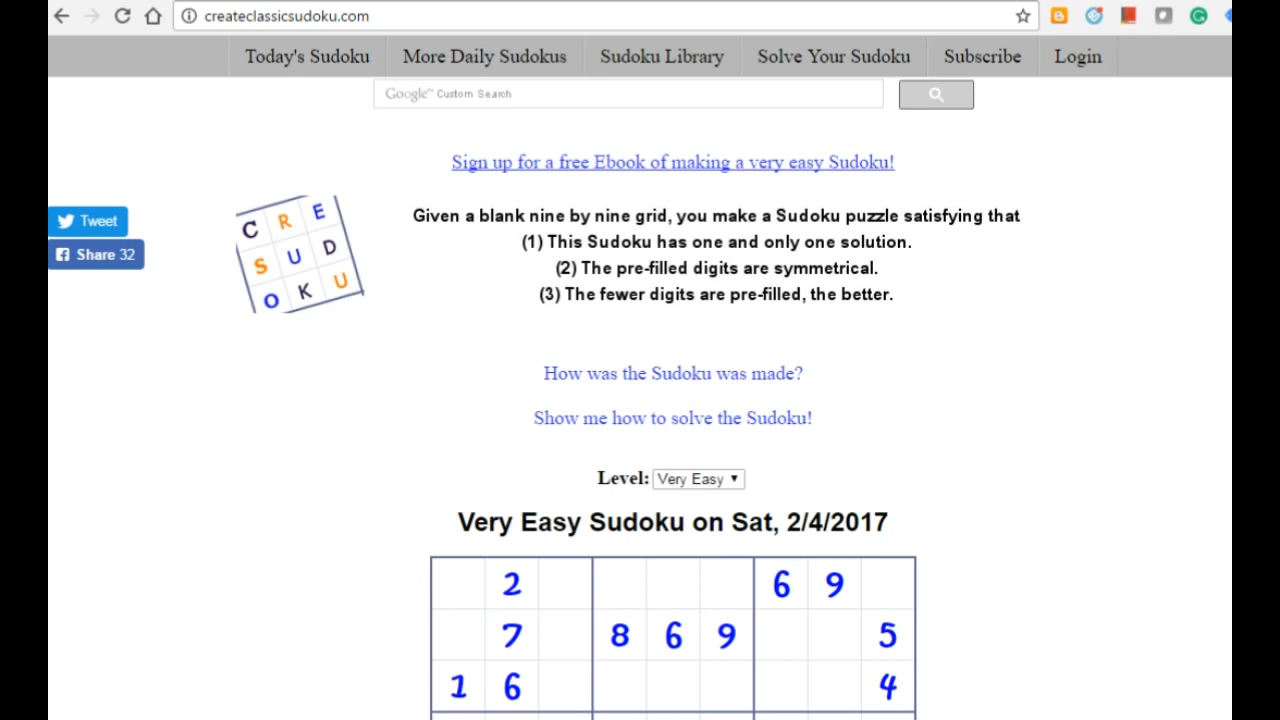 createclassicsudoku.com
Today's Sudoku More Daily Sudokus Sudoku Library Solve Your Sudoku Subscribe Login
Google™ Custom Search
Sign up for a free Ebook of making a very easy Sudoku!
Tweet
Share 32
C R E
S U D
O K U
Given a blank nine by nine grid, you make a Sudoku puzzle satisfying that
(1) This Sudoku has one and only one solution.
(2) The pre-filled digits are symmetrical.
(3) The fewer digits are pre-filled, the better.
How was the Sudoku was made?
Show me how to solve the Sudoku!
Level: Very Easy
Very Easy Sudoku on Sat, 2/4/2017
2 6 9
7 8 6 9 5
1 6 4